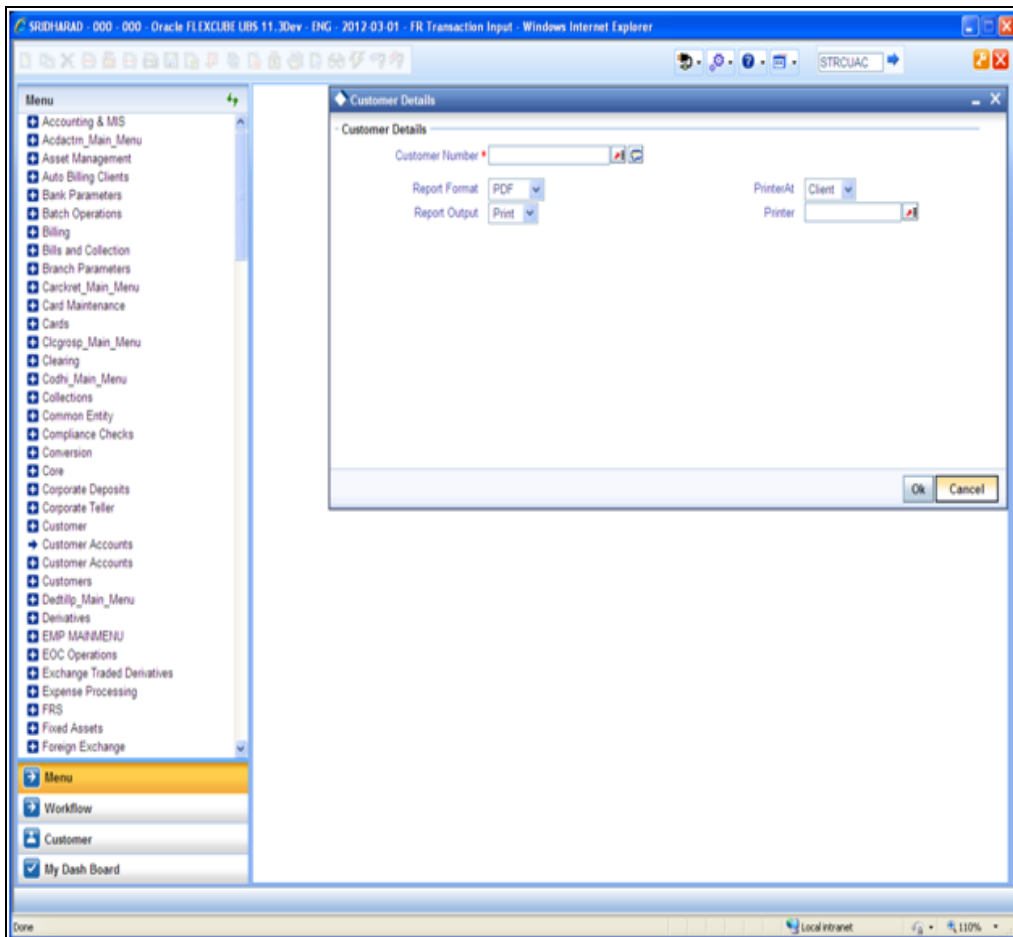 SRIDHARAD - 000 - 000 - Oracle FLEXCUBE UBS 11.3Dev - ENG - 2012-03-01 - FR Transaction Input - Windows Internet Explorer
STRCUAC
Menu
Accounting & MIS
Acdactrn_Main_Menu
Asset Management
Auto Billing Clients
Bank Parameters
Batch Operations
Billing
Bills and Collection
Branch Parameters
Carckret_Main_Menu
Card Maintenance
Cards
Clcgrosp_Main_Menu
Clearing
Codhi_Main_Menu
Collections
Common Entity
Compliance Checks
Conversion
Core
Corporate Deposits
Corporate Teller
Customer
Customer Accounts
Customer Accounts
Customers
Dedtillp_Main_Menu
Derivatives
EMP MAINMENU
EOC Operations
Exchange Traded Derivatives
Expense Processing
FRS
Fixed Assets
Foreign Exchange
Menu
Workflow
Customer
My Dash Board
Customer Details
Customer Details
Customer Number *
Report Format PDF PrinterAt Client
Report Output Print Printer
Ok Cancel
Done Local intranet 110%